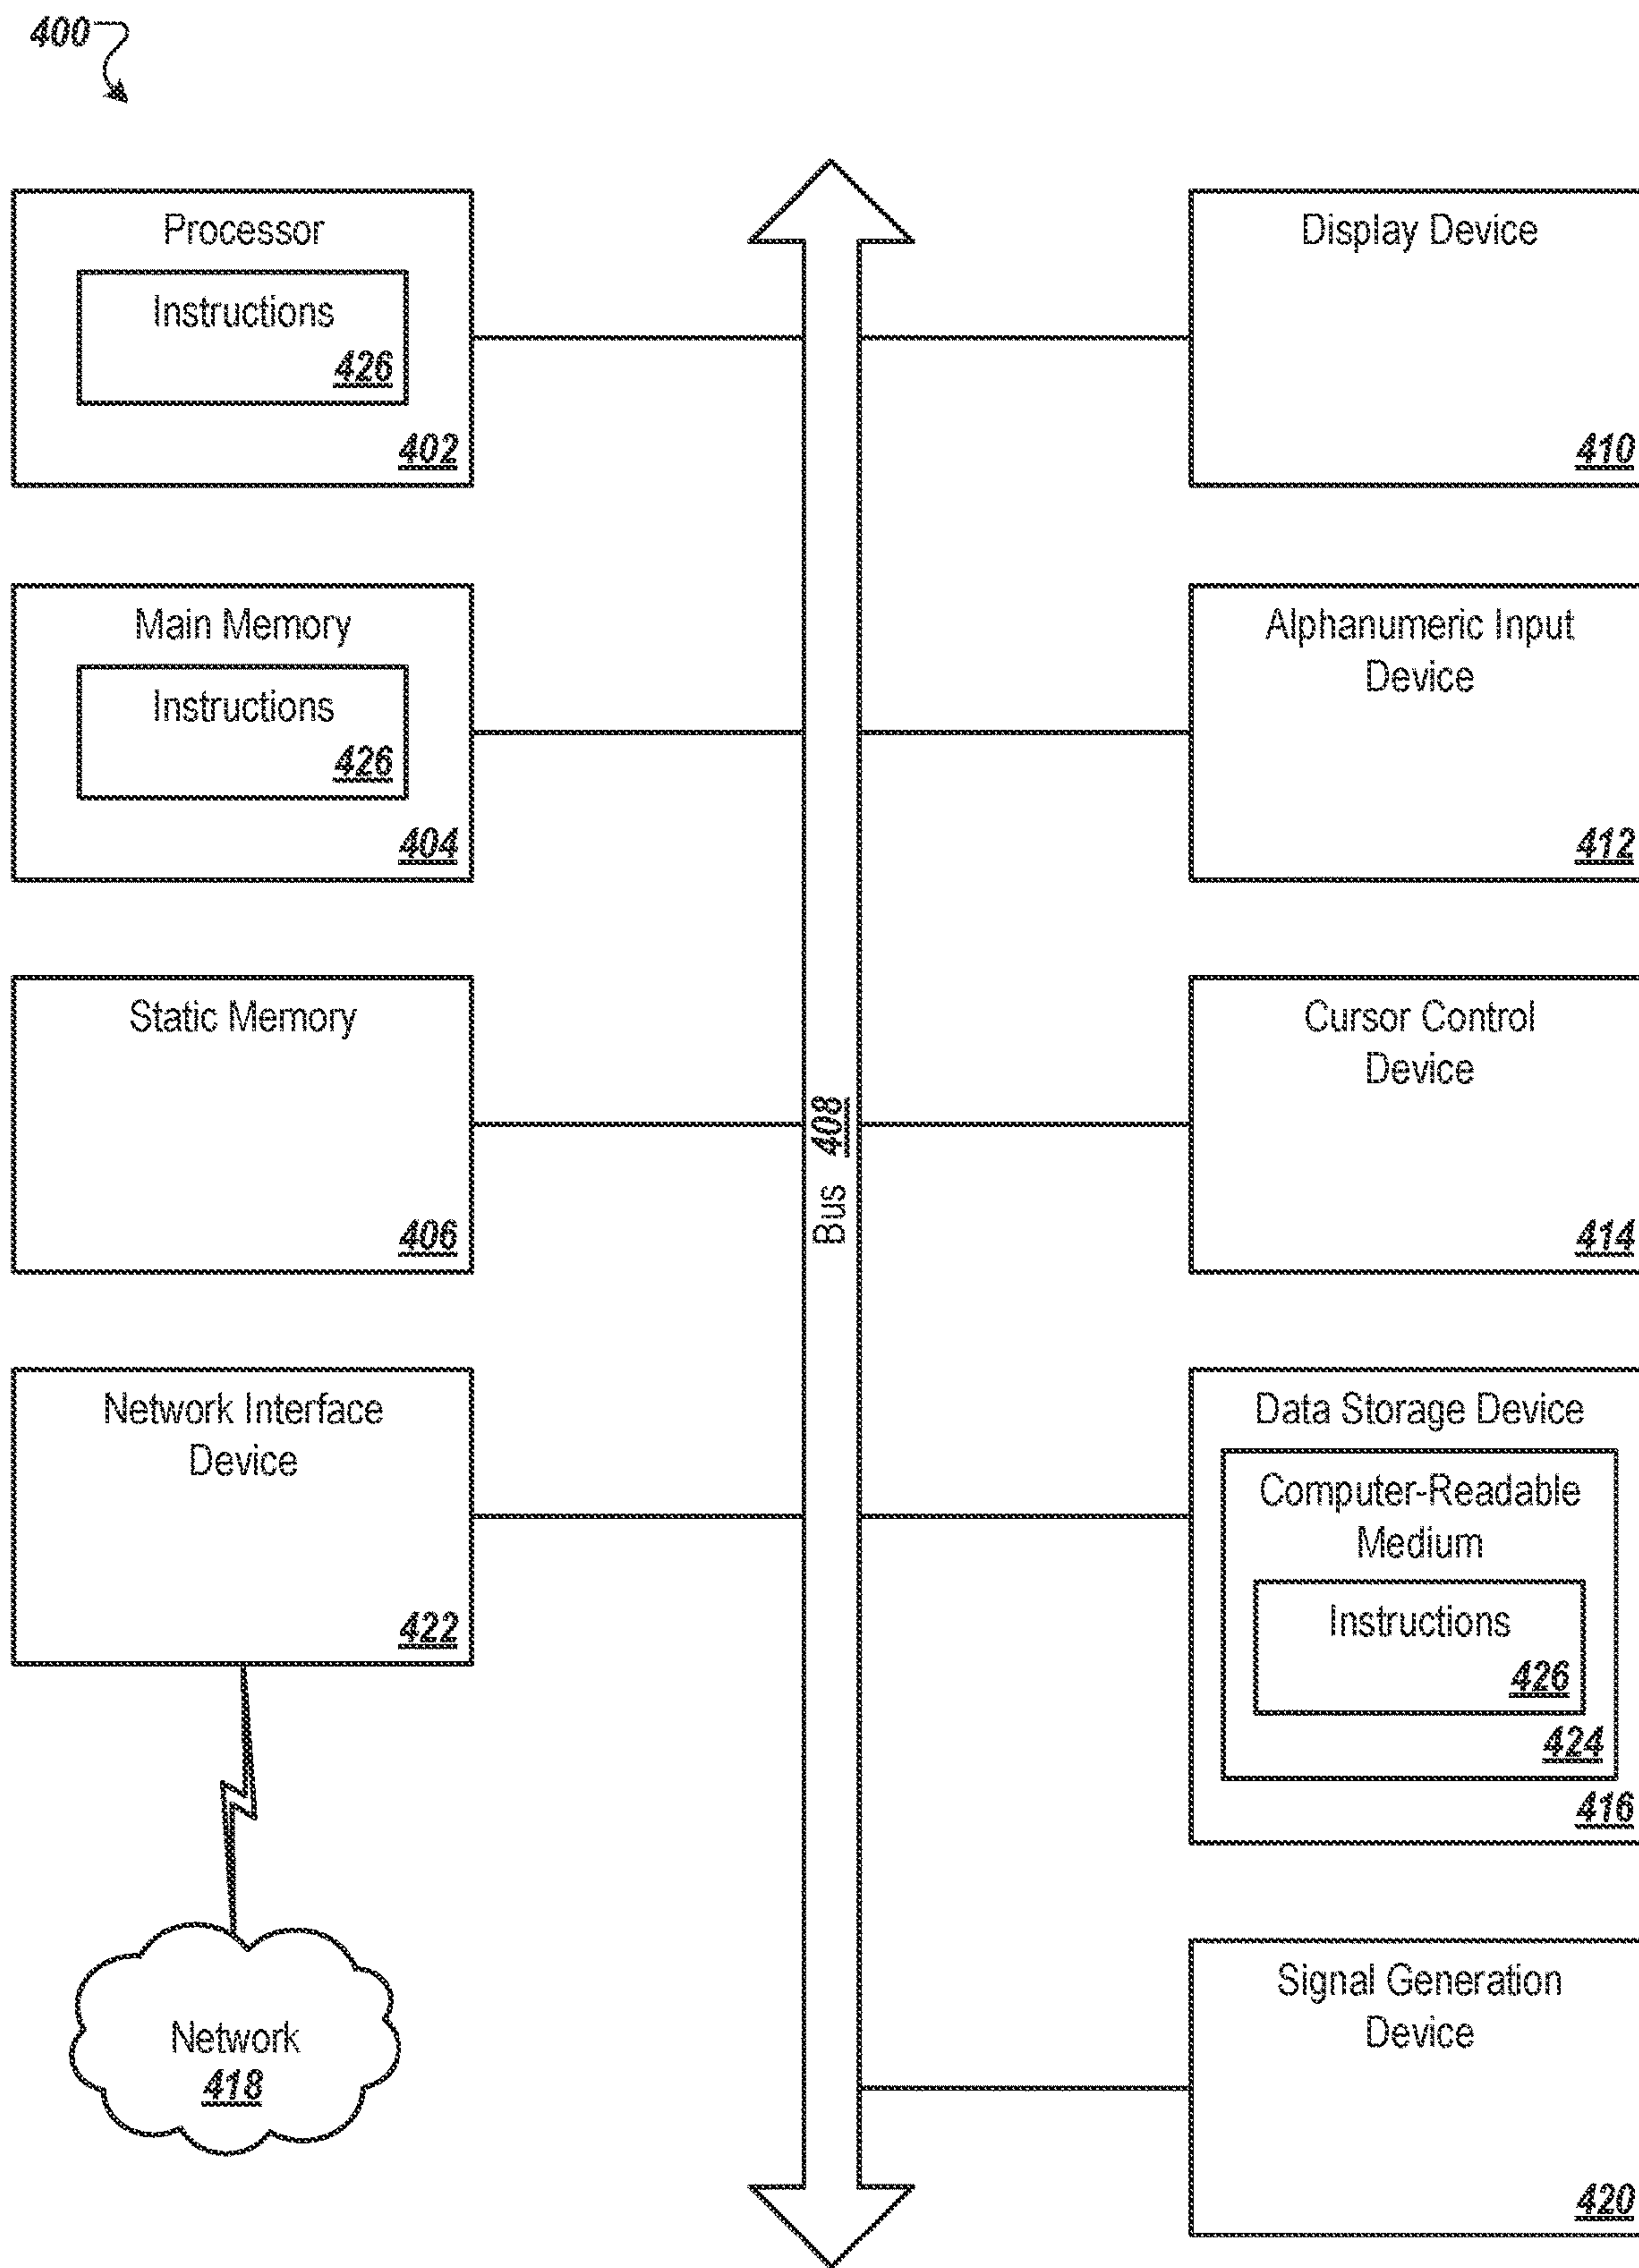 400
Processor
Instructions
426
402
Main Memory
Instructions
426
404
Static Memory
406
Network Interface
Device
422
Network
418
Bus 408
Display Device
410
Alphanumeric Input
Device
412
Cursor Control
Device
414
Data Storage Device
Computer-Readable
Medium
Instructions
426
424
416
Signal Generation
Device
420